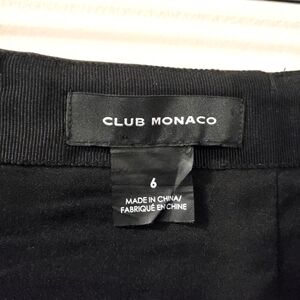 CLUB MONACO
6
MADE IN CHINA/
FABRIQUÉ EN CHINE